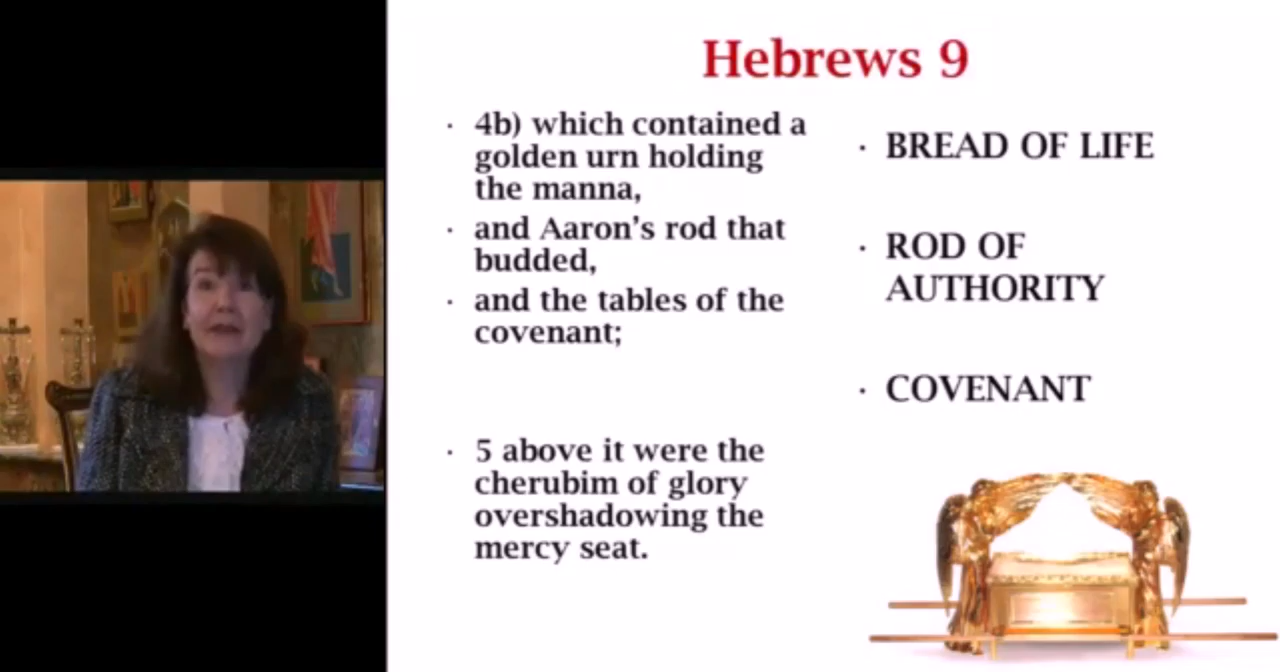 Hebrews 9
· 4b) which contained a
golden urn holding
the manna,
· and Aaron’s rod that
budded,
· and the tables of the
covenant;
· 5 above it were the
cherubim of glory
overshadowing the
mercy seat.
· BREAD OF LIFE
· ROD OF
AUTHORITY
· COVENANT